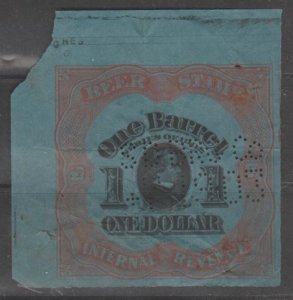 BEER STAMP
One Barrel
1 1
ONE DOLLAR
INTERNAL REVENUE